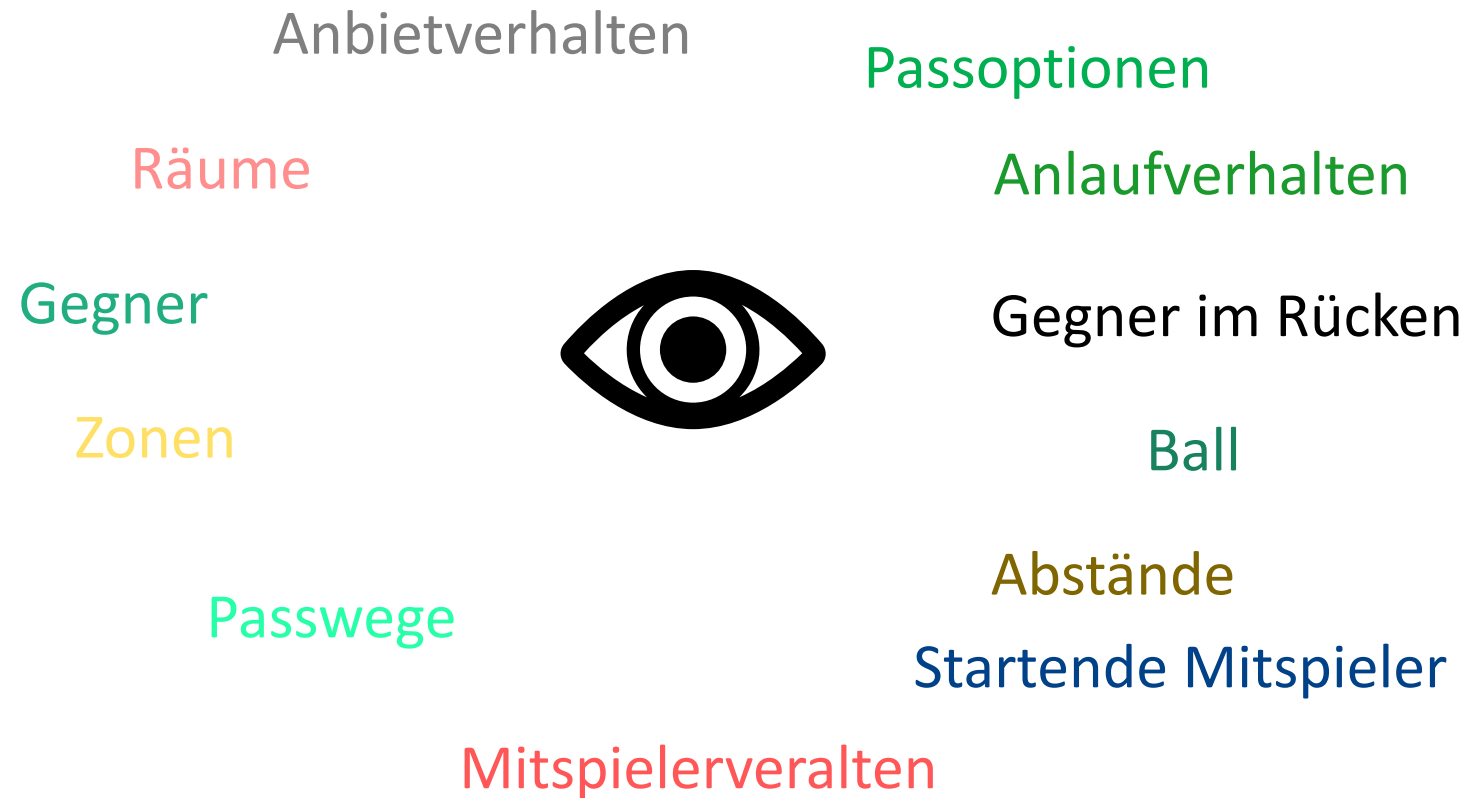 Anbietverhalten
Passoptionen
Räume
Anlaufverhalten
Gegner
Gegner im Rücken
Zonen
Ball
Abstände
Passwege
Startende Mitspieler
Mitspielerveralten